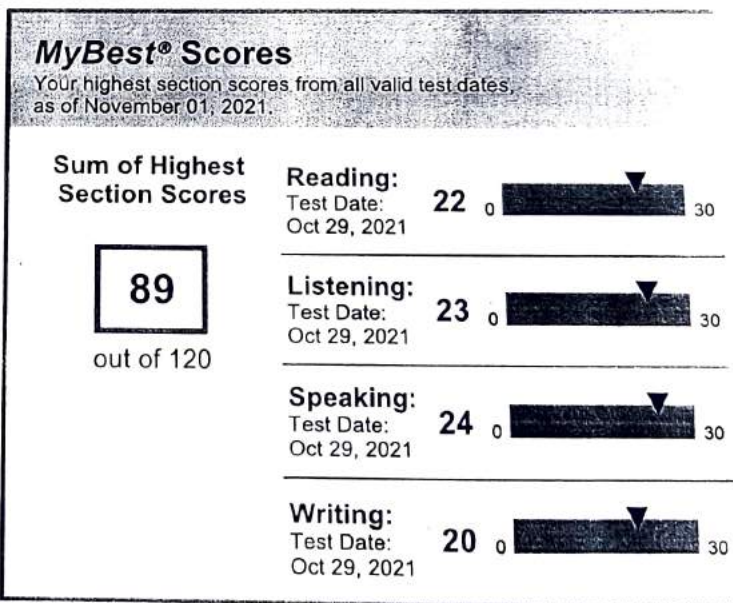 MyBest® Scores
Your highest section scores from all valid test dates,
as of November 01, 2021.
Sum of Highest
Section Scores
89
out of 120
Reading:
Test Date:
Oct 29, 2021
22
0
30
Listening:
Test Date:
Oct 29, 2021
23
0
30
Speaking:
Test Date:
Oct 29, 2021
24
0
30
Writing:
Test Date:
Oct 29, 2021
20
0
30